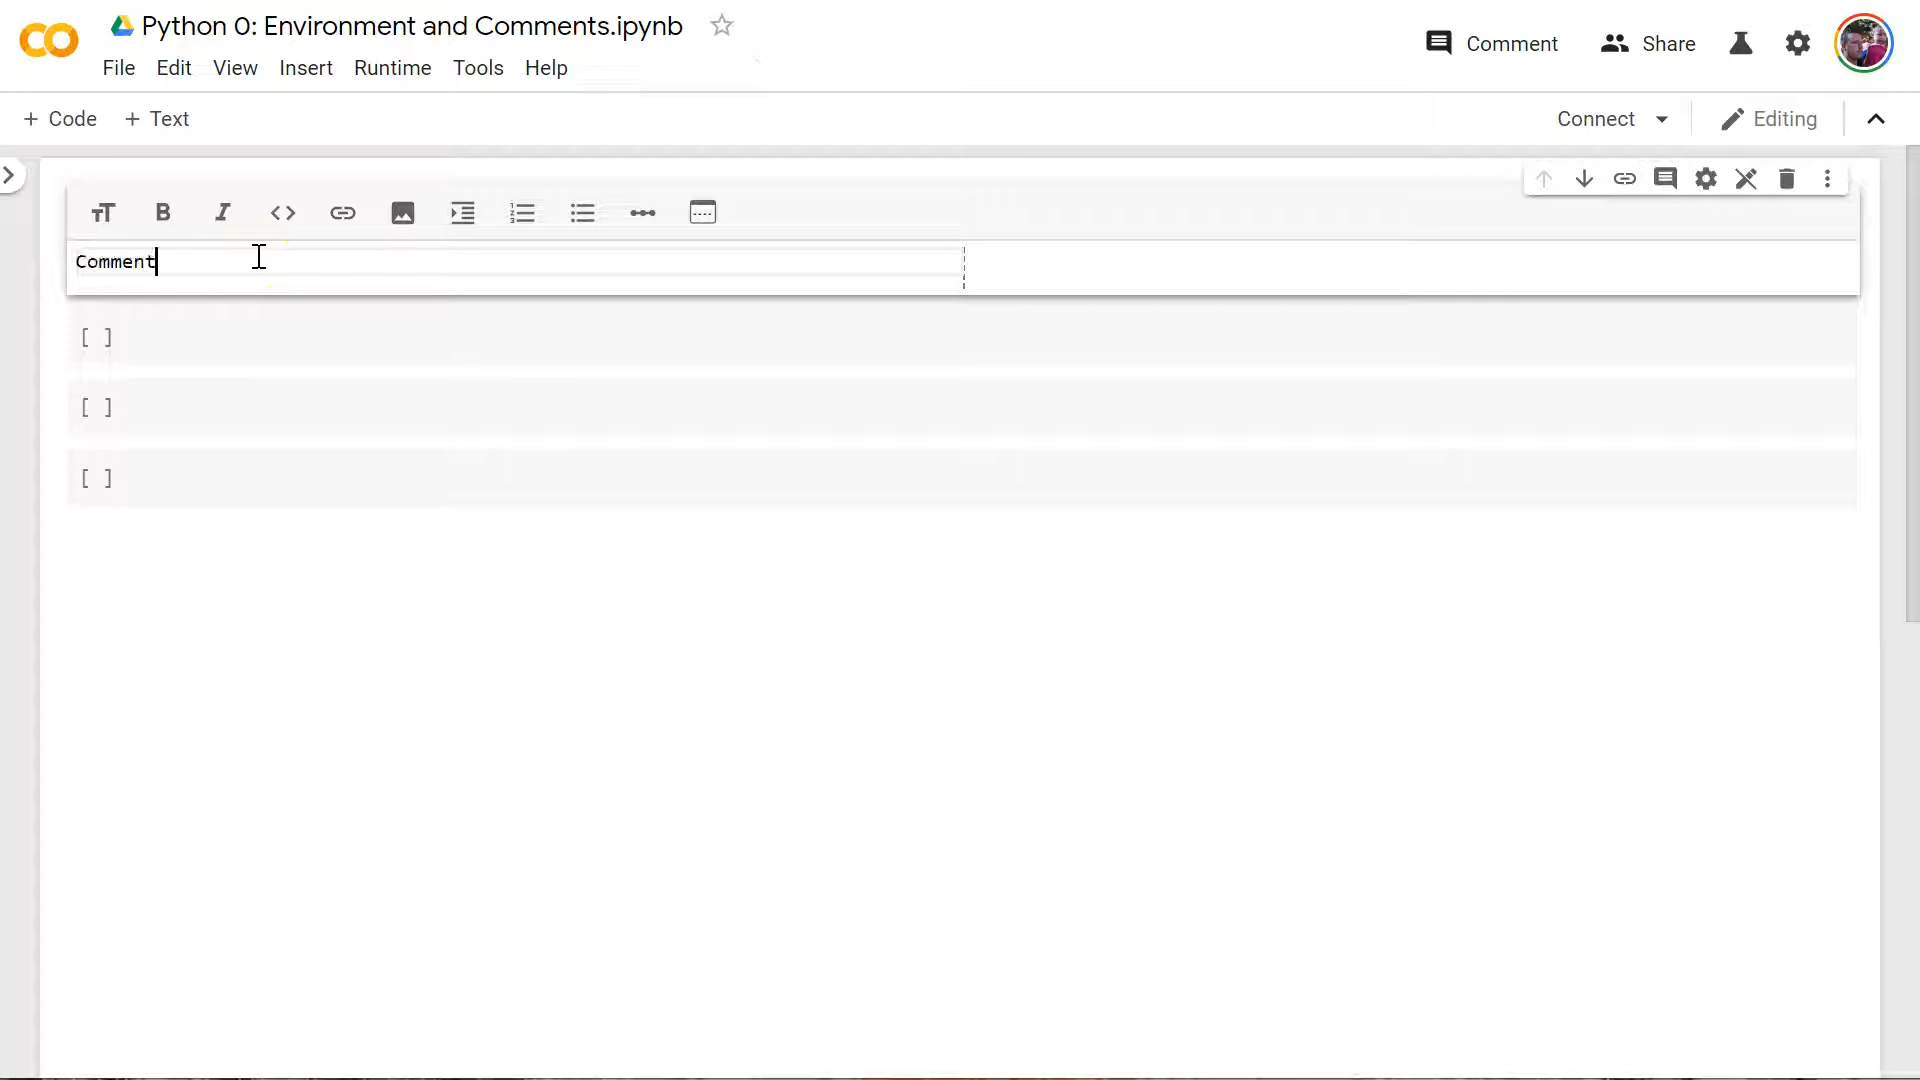 Python 0: Environment and Comments.ipynb
Comment Share
File Edit View Insert Runtime Tools Help
+ Code + Text
Connect Editing
Comment
[ ]
[ ]
[ ]